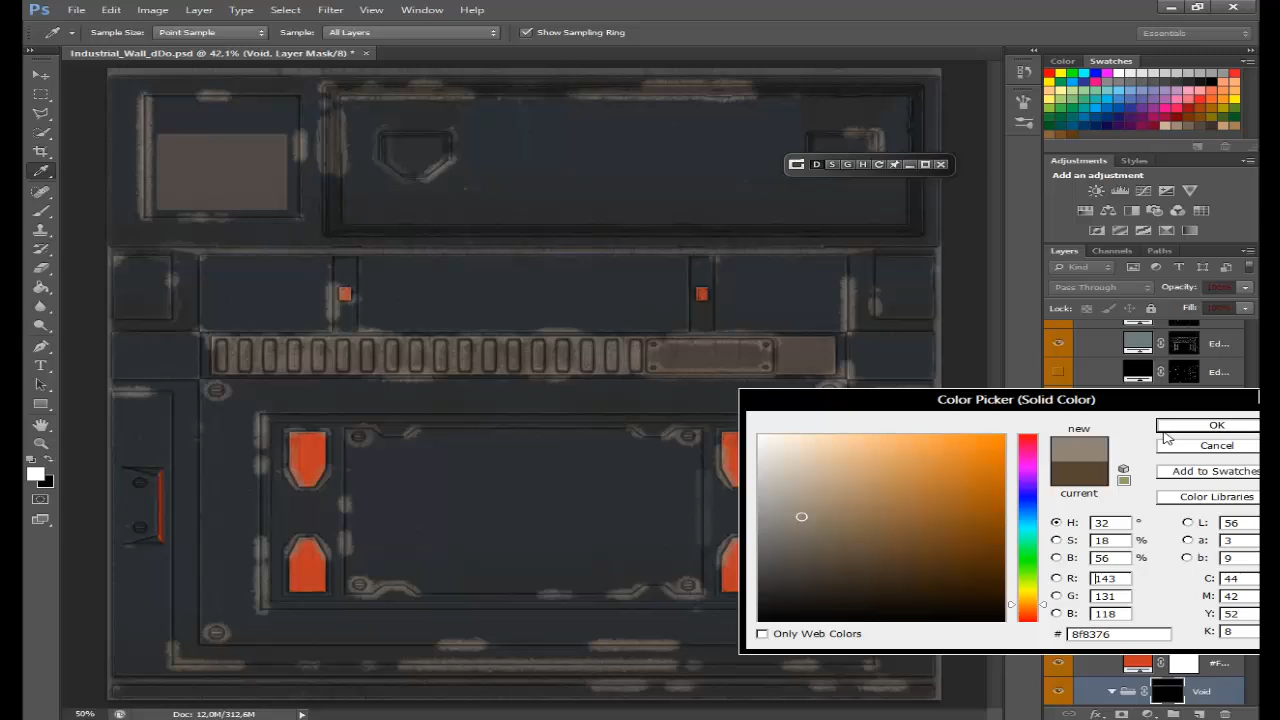 Ps File Edit Image Layer Type Select Filter View Window Help
Sample Size: Point Sample Sample: All Layers Show Sampling Ring Essentials
Industrial_Wall_dDo.psd @ 42,1% (Void, Layer Mask/8) * ×
Color Swatches
D S G H
Adjustments Styles
Add an adjustment
Layers Channels Paths
Kind
Pass Through Opacity: 100%
Lock: Fill: 100%
Ed...
Ed...
Color Picker (Solid Color)
new
current
OK
Cancel
Add to Swatches
Color Libraries
H: 32 ° L: 56
S: 18 % a: 3
B: 56 % b: 9
R: 143 C: 44
G: 131 M: 42
B: 118 Y: 52
# 8f8376 K: 8
Only Web Colors
#F...
Void
50% Doc: 12,0M/312,6M